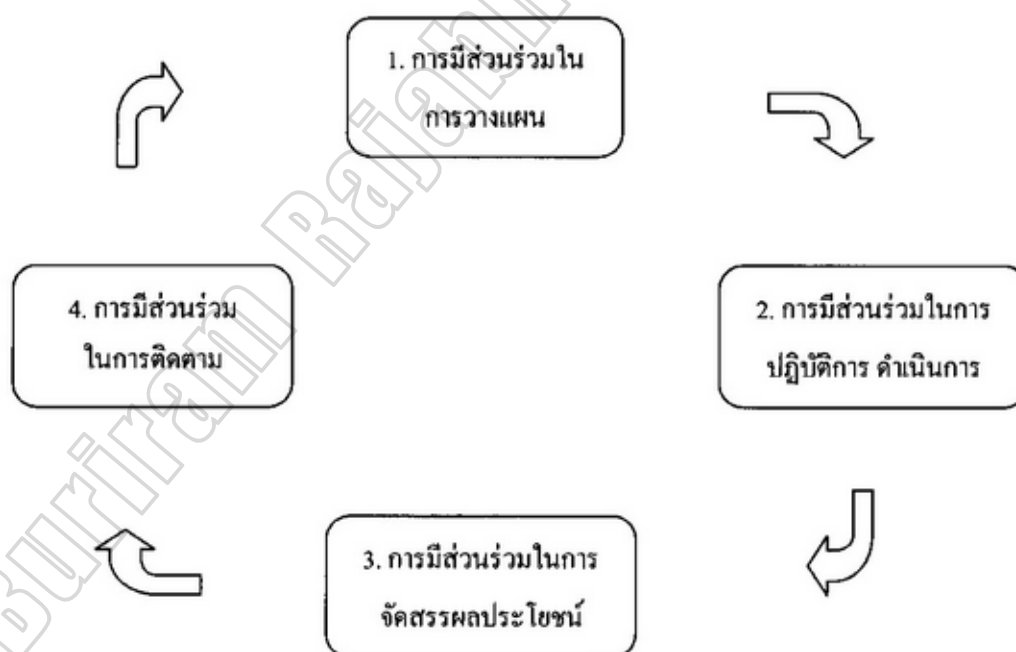 1. การมีส่วนร่วมใน
การวางแผน
4. การมีส่วนร่วม
ในการติดตาม
2. การมีส่วนร่วมในการ
ปฎิบัติการ ดำเนินการ
3. การมีส่วนร่วมในการ
จัดสรรผลประโยชน์
Buriram